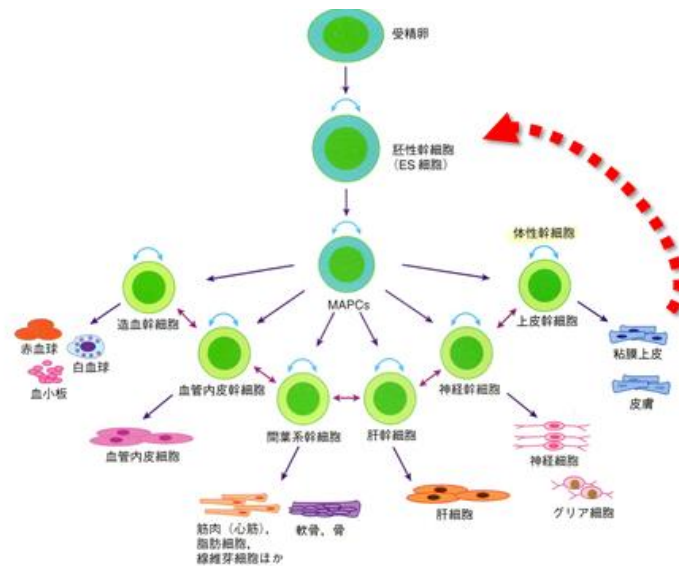 受精卵
胚性幹細胞
（ES 細胞）
体性幹細胞
MAPCs
造血幹細胞
上皮幹細胞
赤血球
白血球
血小板
血管内皮幹細胞
神経幹細胞
粘膜上皮
間葉系幹細胞
肝幹細胞
皮膚
血管内皮細胞
神経細胞
グリア細胞
筋肉（心筋），
脂肪細胞，
線維芽細胞ほか
軟骨、骨
肝細胞